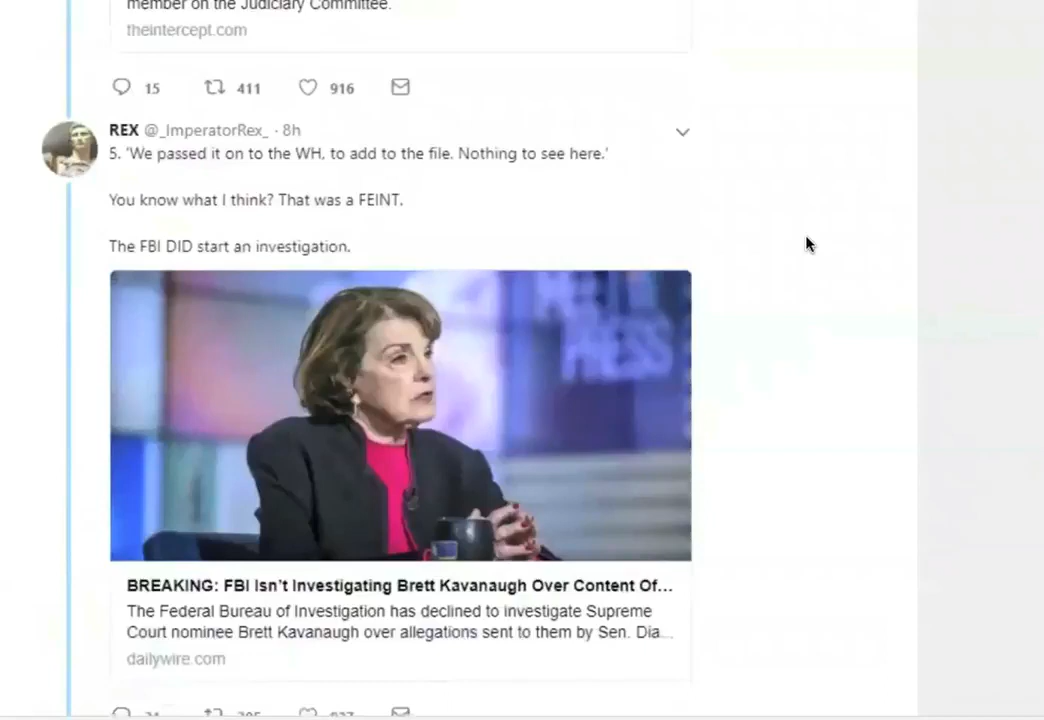 member on the Judiciary Committee.
theintercept.com
15 411 916
REX @_ImperatorRex_ · 8h
5. 'We passed it on to the WH, to add to the file. Nothing to see here.'
You know what I think? That was a FEINT.
The FBI DID start an investigation.
MEET THE
PRESS
BREAKING: FBI Isn't Investigating Brett Kavanaugh Over Content Of...
The Federal Bureau of Investigation has declined to investigate Supreme
Court nominee Brett Kavanaugh over allegations sent to them by Sen. Dia...
dailywire.com